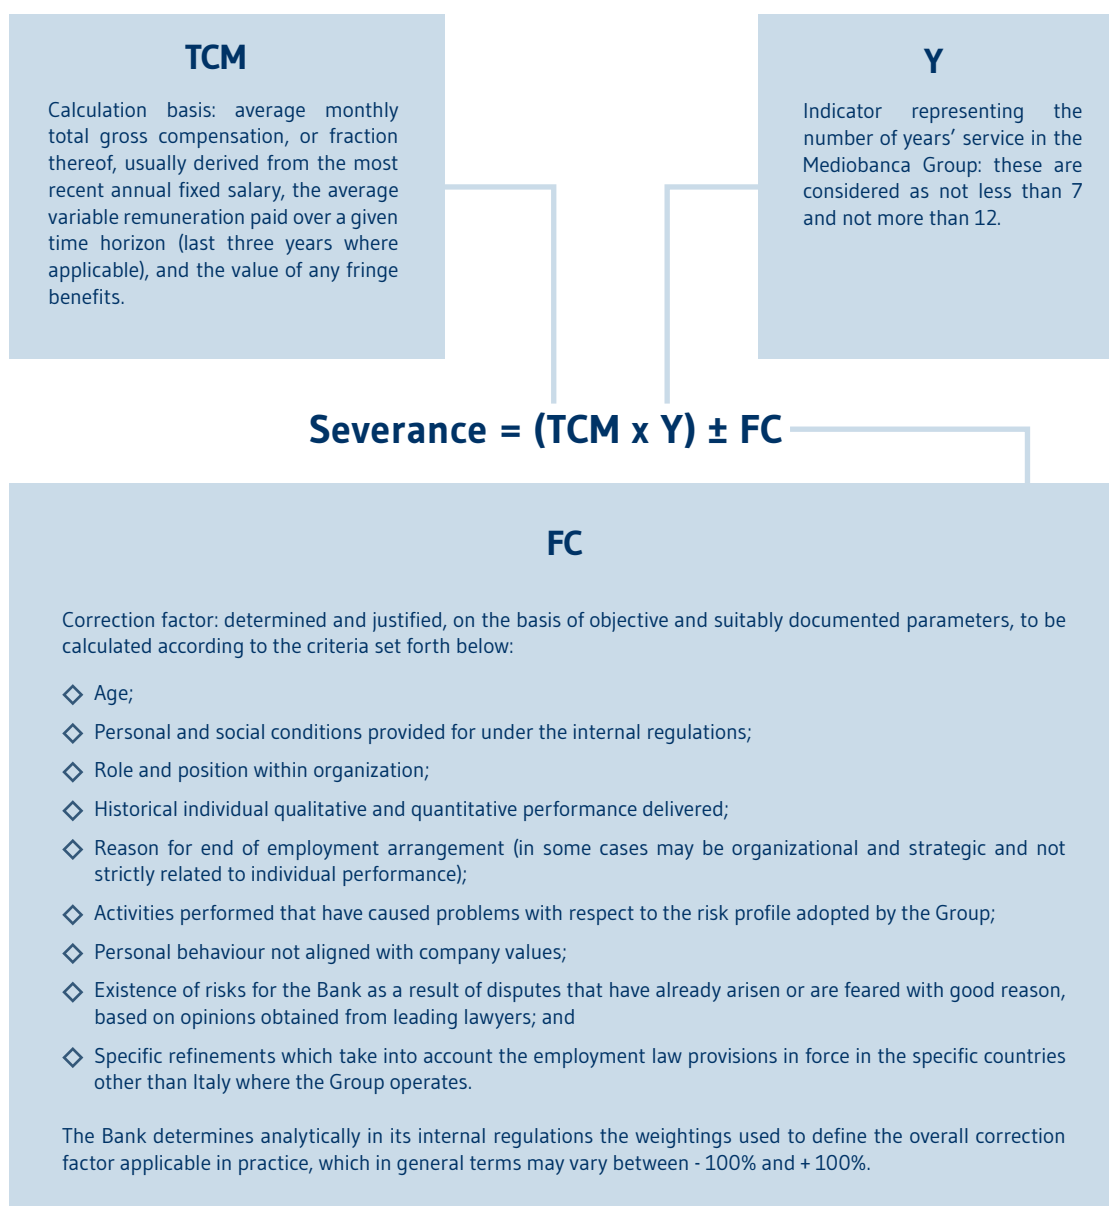 TCM
Calculation basis: average monthly
total gross compensation, or fraction
thereof, usually derived from the most
recent annual fixed salary, the average
variable remuneration paid over a given
time horizon (last three years where
applicable), and the value of any fringe
benefits.
Y
Indicator representing the
number of years’ service in the
Mediobanca Group: these are
considered as not less than 7
and not more than 12.
Severance = (TCM x Y) ± FC
FC
Correction factor: determined and justified, on the basis of objective and suitably documented parameters, to be
calculated according to the criteria set forth below:
◇ Age;
◇ Personal and social conditions provided for under the internal regulations;
◇ Role and position within organization;
◇ Historical individual qualitative and quantitative performance delivered;
◇ Reason for end of employment arrangement (in some cases may be organizational and strategic and not
strictly related to individual performance);
◇ Activities performed that have caused problems with respect to the risk profile adopted by the Group;
◇ Personal behaviour not aligned with company values;
◇ Existence of risks for the Bank as a result of disputes that have already arisen or are feared with good reason,
based on opinions obtained from leading lawyers; and
◇ Specific refinements which take into account the employment law provisions in force in the specific countries
other than Italy where the Group operates.
The Bank determines analytically in its internal regulations the weightings used to define the overall correction
factor applicable in practice, which in general terms may vary between - 100% and + 100%.